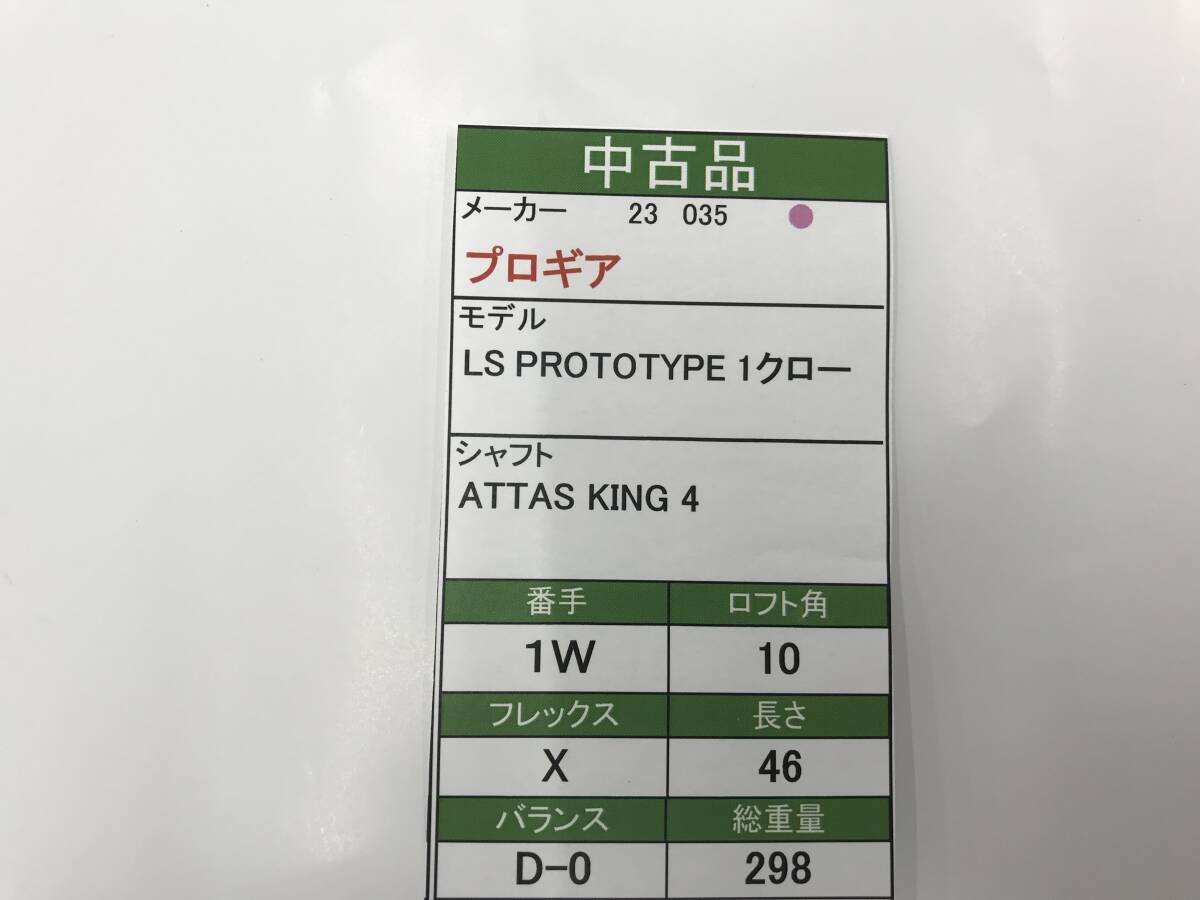 中古品
メーカー 23 035
プロギア
モデル
LS PROTOTYPE 1クロー
シャフト
ATTAS KING 4
番手 ロフト角
1W 10
フレックス 長さ
X 46
バランス 総重量
D-0 298